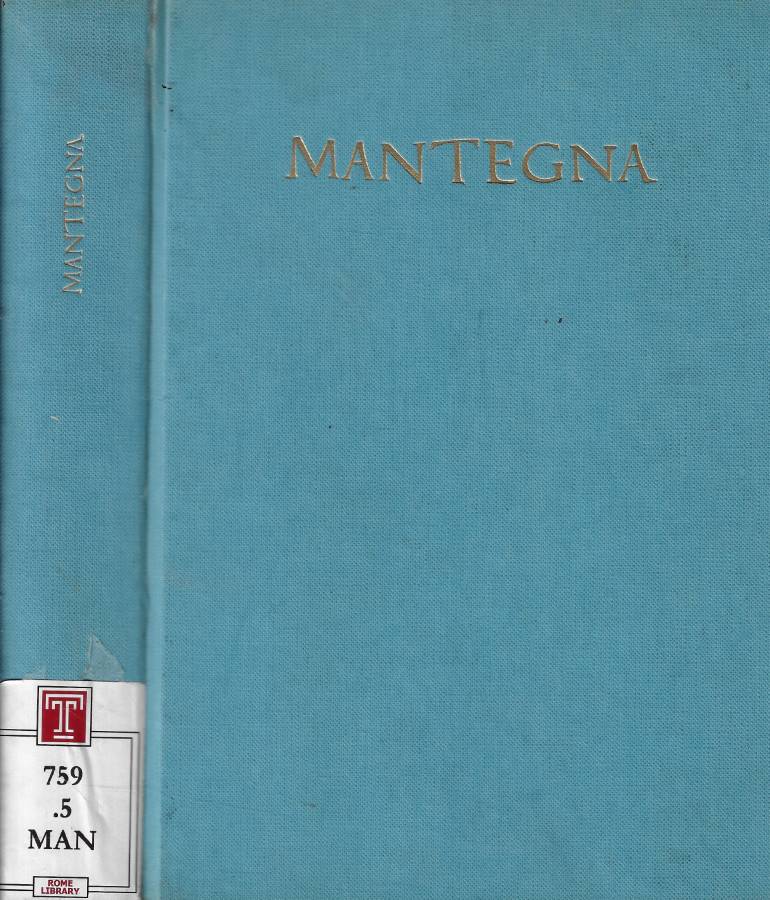 MANTEGNA
MANTEGNA
T
759
.5
MAN
ROME
LIBRARY